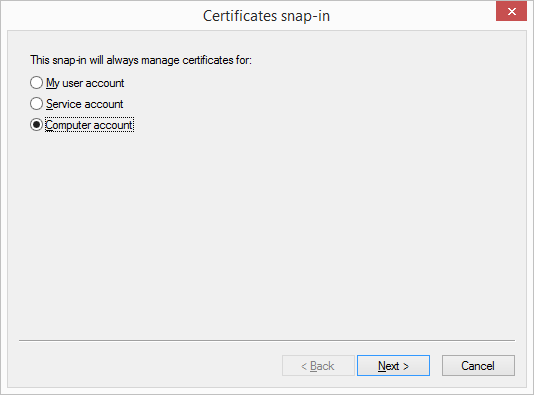 Certificates snap-in
This snap-in will always manage certificates for:
My user account
Service account
Computer account
< Back Next > Cancel